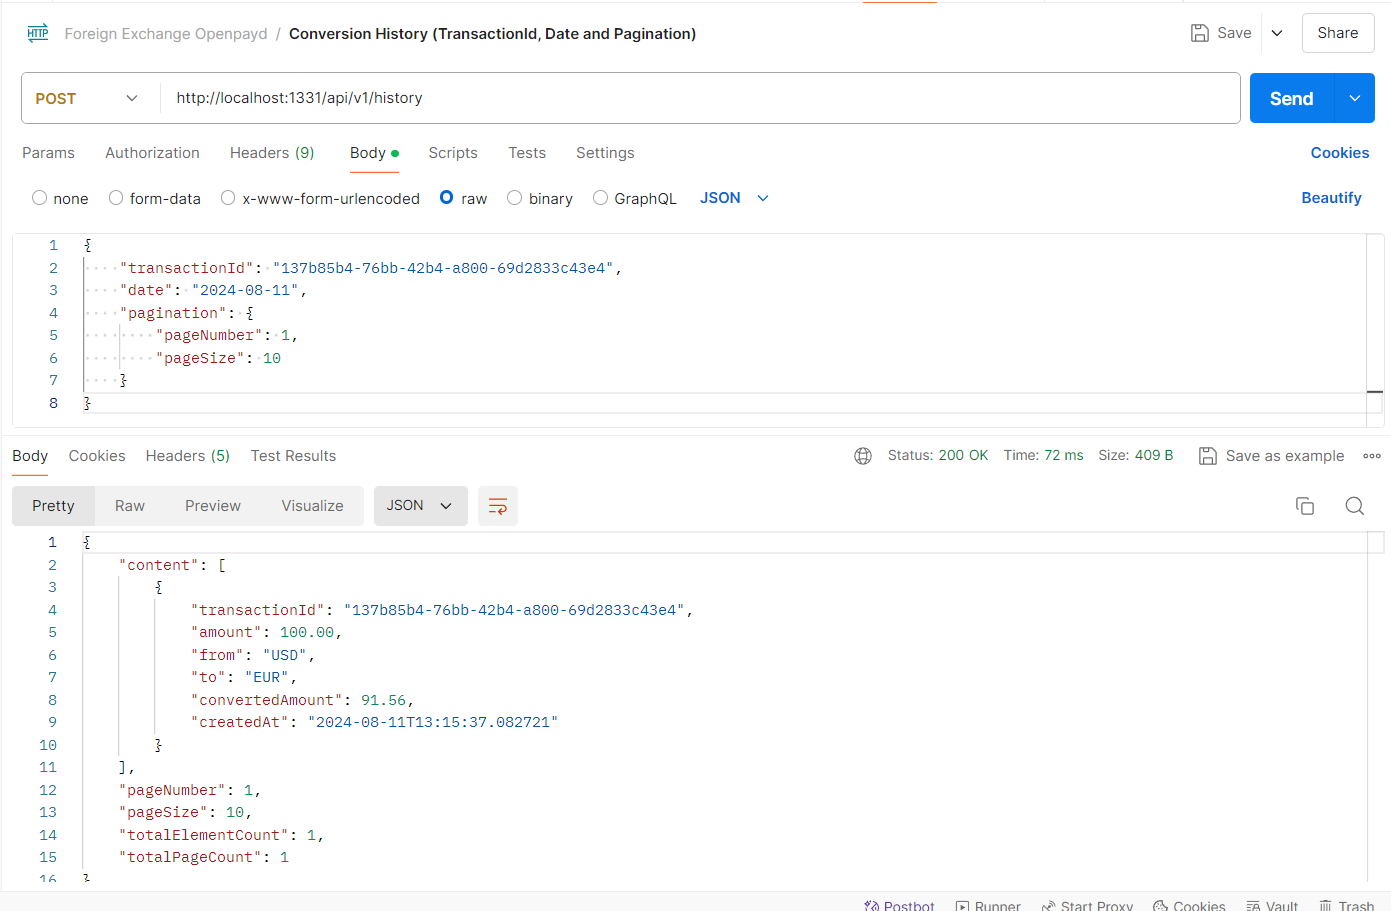 HTTP Foreign Exchange Openpayd / Conversion History (TransactionId, Date and Pagination) Save Share
POST http://localhost:1331/api/v1/history Send
Params Authorization Headers (9) Body Scripts Tests Settings Cookies
none form-data x-www-form-urlencoded raw binary GraphQL JSON Beautify
1 {
2 "transactionId": "137b85b4-76bb-42b4-a800-69d2833c43e4",
3 "date": "2024-08-11",
4 "pagination": {
5 "pageNumber": 1,
6 "pageSize": 10
7 }
8 }
Body Cookies Headers (5) Test Results Status: 200 OK Time: 72 ms Size: 409 B Save as example
Pretty Raw Preview Visualize JSON
1 {
2 "content": [
3 {
4 "transactionId": "137b85b4-76bb-42b4-a800-69d2833c43e4",
5 "amount": 100.00,
6 "from": "USD",
7 "to": "EUR",
8 "convertedAmount": 91.56,
9 "createdAt": "2024-08-11T13:15:37.082721"
10 }
11 ],
12 "pageNumber": 1,
13 "pageSize": 10,
14 "totalElementCount": 1,
15 "totalPageCount": 1
16 }
Postbot Runner Start Proxy Cookies Vault Trash